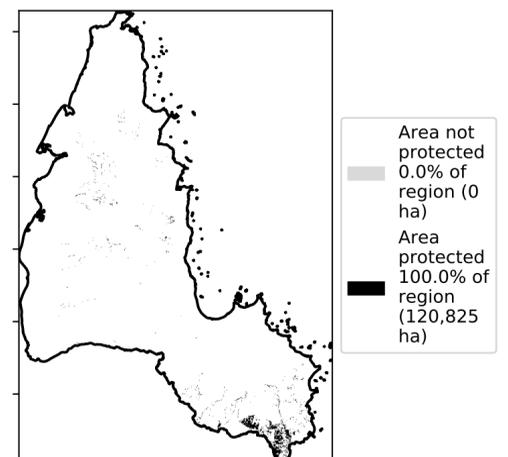 Area not
protected
0.0% of
region (0
ha)
Area
protected
100.0% of
region
(120,825
ha)